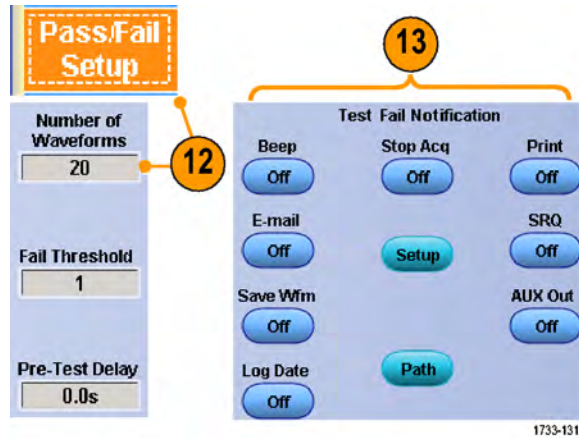 Pass/Fail
Setup
Number of
Waveforms
20
12
Fail Threshold
1
Pre-Test Delay
0.0s
13
Test Fail Notification
Beep
Off
Stop Acq
Off
Print
Off
E-mail
Off
Setup
SRQ
Off
Save Wfm
Off
AUX Out
Off
Log Date
Off
Path
1733-131